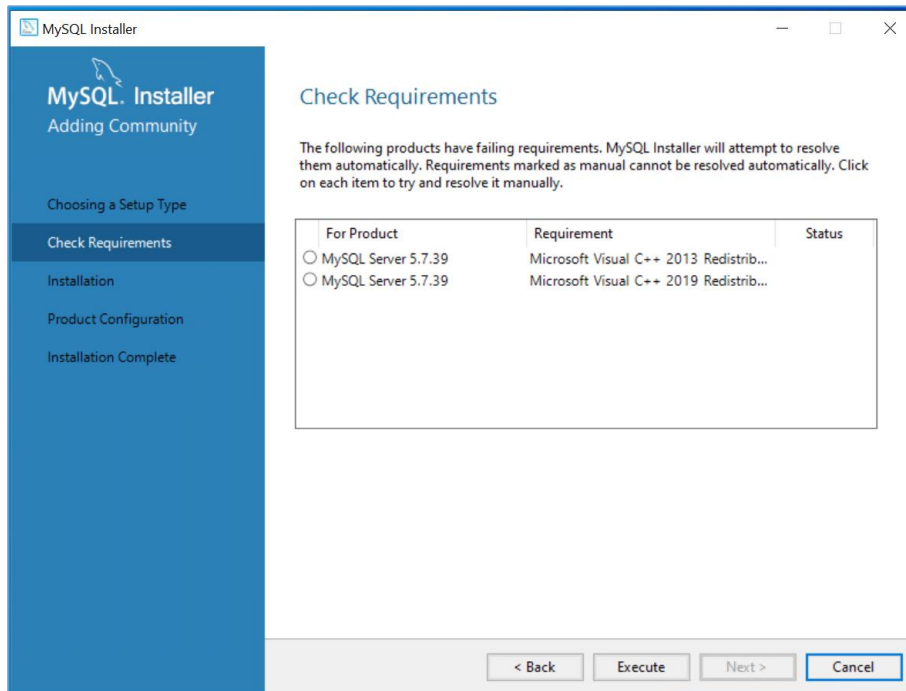 MySQL Installer
MySQL. Installer
Adding Community
Choosing a Setup Type
Check Requirements
Installation
Product Configuration
Installation Complete
Check Requirements
The following products have failing requirements. MySQL Installer will attempt to resolve
them automatically. Requirements marked as manual cannot be resolved automatically. Click
on each item to try and resolve it manually.
For Product Requirement Status
MySQL Server 5.7.39 Microsoft Visual C++ 2013 Redistrib...
MySQL Server 5.7.39 Microsoft Visual C++ 2019 Redistrib...
< Back Execute Next > Cancel